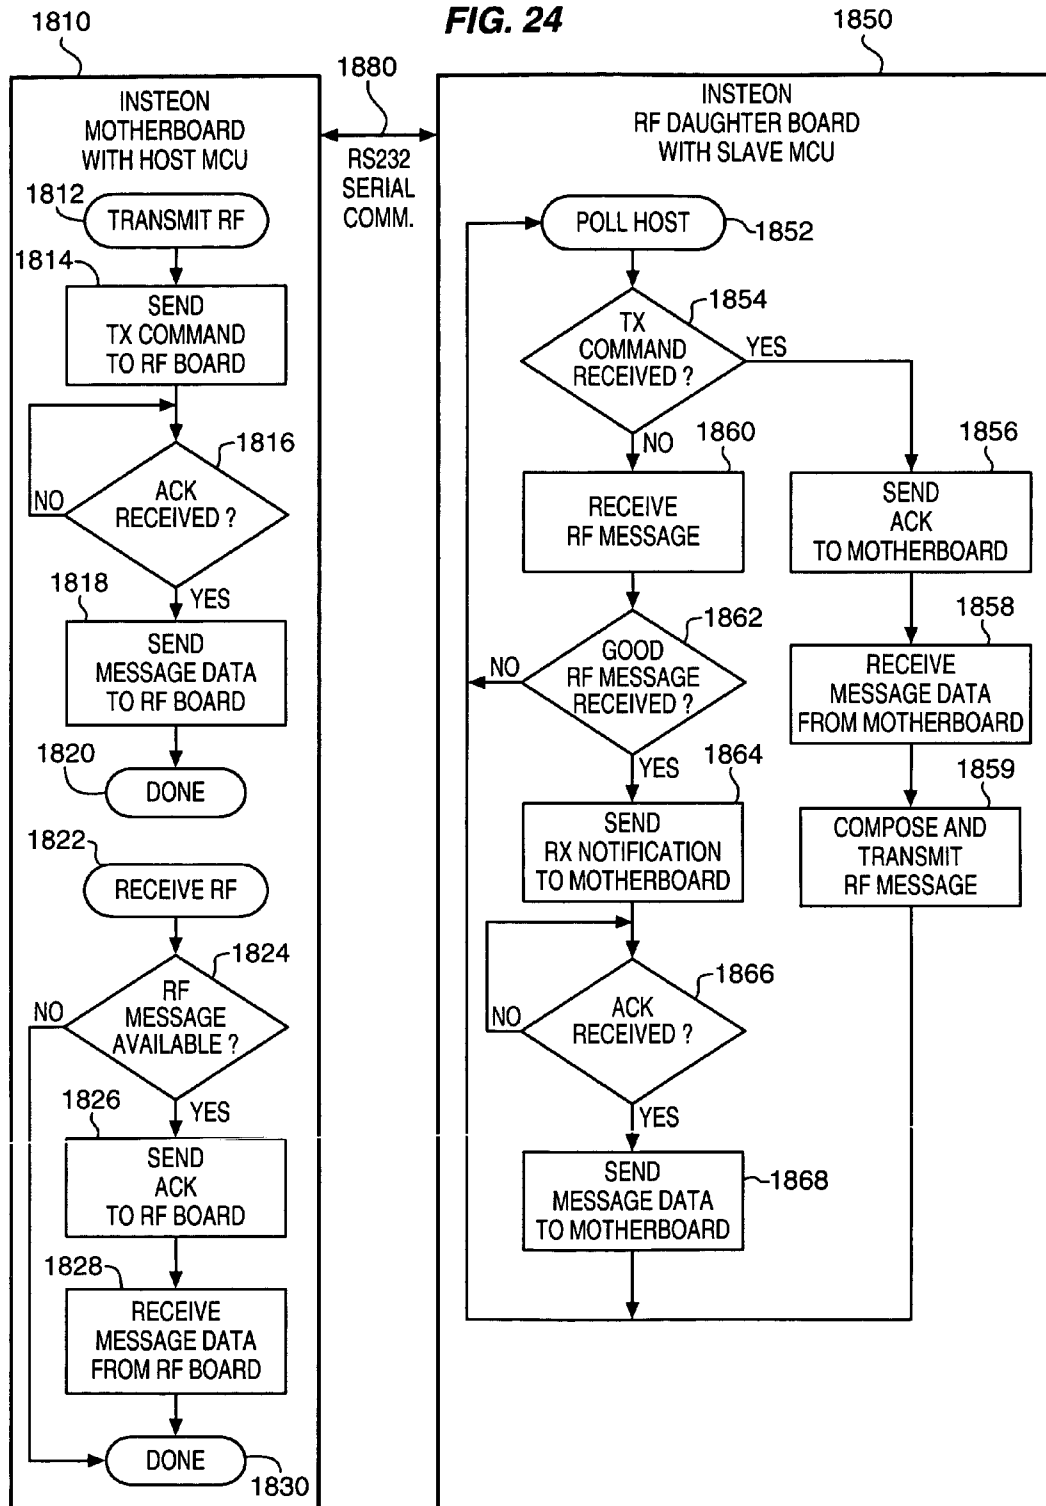 FIG. 24
1810
INSTEON
MOTHERBOARD
WITH HOST MCU
1812
TRANSMIT RF
1814
SEND
TX COMMAND
TO RF BOARD
1816
ACK
RECEIVED ?
NO
YES
1818
SEND
MESSAGE DATA
TO RF BOARD
1820
DONE
1822
RECEIVE RF
1824
RF
MESSAGE
AVAILABLE ?
NO
YES
1826
SEND
ACK
TO RF BOARD
1828
RECEIVE
MESSAGE DATA
FROM RF BOARD
DONE
1830
1880
RS232
SERIAL
COMM.
1850
INSTEON
RF DAUGHTER BOARD
WITH SLAVE MCU
POLL HOST
1852
1854
TX
COMMAND
RECEIVED ?
YES
NO
1860
RECEIVE
RF MESSAGE
1862
GOOD
RF MESSAGE
RECEIVED ?
NO
YES
1864
SEND
RX NOTIFICATION
TO MOTHERBOARD
1866
ACK
RECEIVED ?
NO
YES
SEND
MESSAGE DATA
TO MOTHERBOARD
1868
1856
SEND
ACK
TO MOTHERBOARD
1858
RECEIVE
MESSAGE DATA
FROM MOTHERBOARD
1859
COMPOSE AND
TRANSMIT
RF MESSAGE